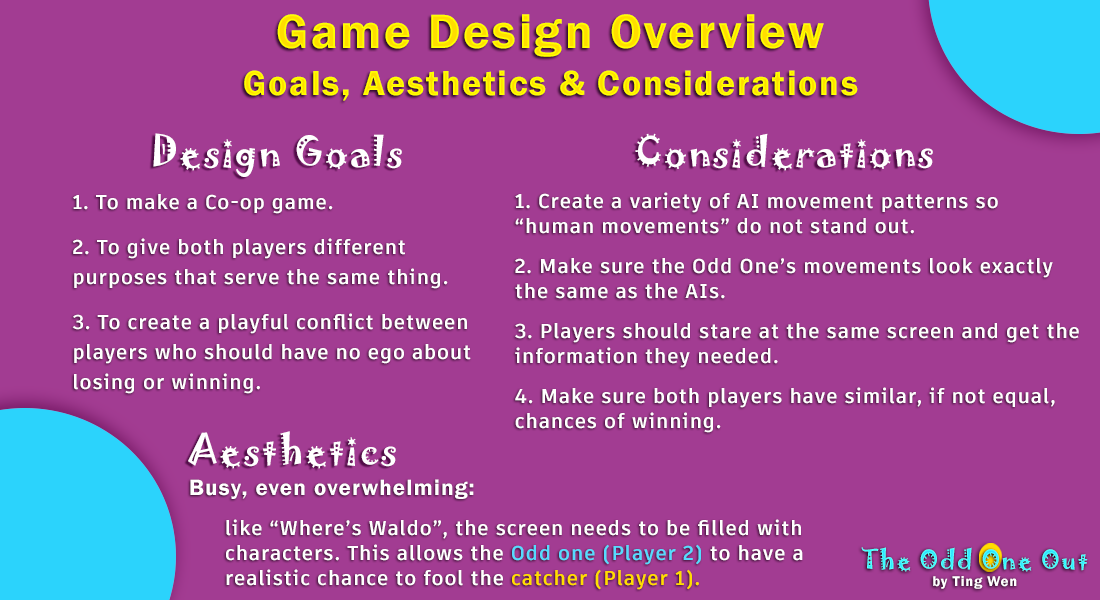 Game Design Overview
Goals, Aesthetics & Considerations
Design Goals
1. To make a Co-op game.
2. To give both players different
purposes that serve the same thing.
3. To create a playful conflict between
players who should have no ego about
losing or winning.
Considerations
1. Create a variety of AI movement patterns so
“human movements” do not stand out.
2. Make sure the Odd One’s movements look exactly
the same as the AIs.
3. Players should stare at the same screen and get the
information they needed.
4. Make sure both players have similar, if not equal,
chances of winning.
Aesthetics
Busy, even overwhelming:
like “Where’s Waldo”, the screen needs to be filled with
characters. This allows the Odd one (Player 2) to have a
realistic chance to fool the catcher (Player 1).
The Odd One Out
by Ting Wen